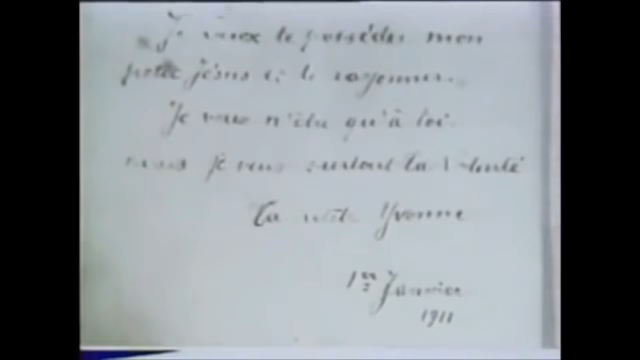 Je veux te posséder mon
petit Jésus et te rayonner.
Je veux n'être qu'à toi
mais je veux surtout ta volonté
Ta petite Yvonne
1er Janvier
1911